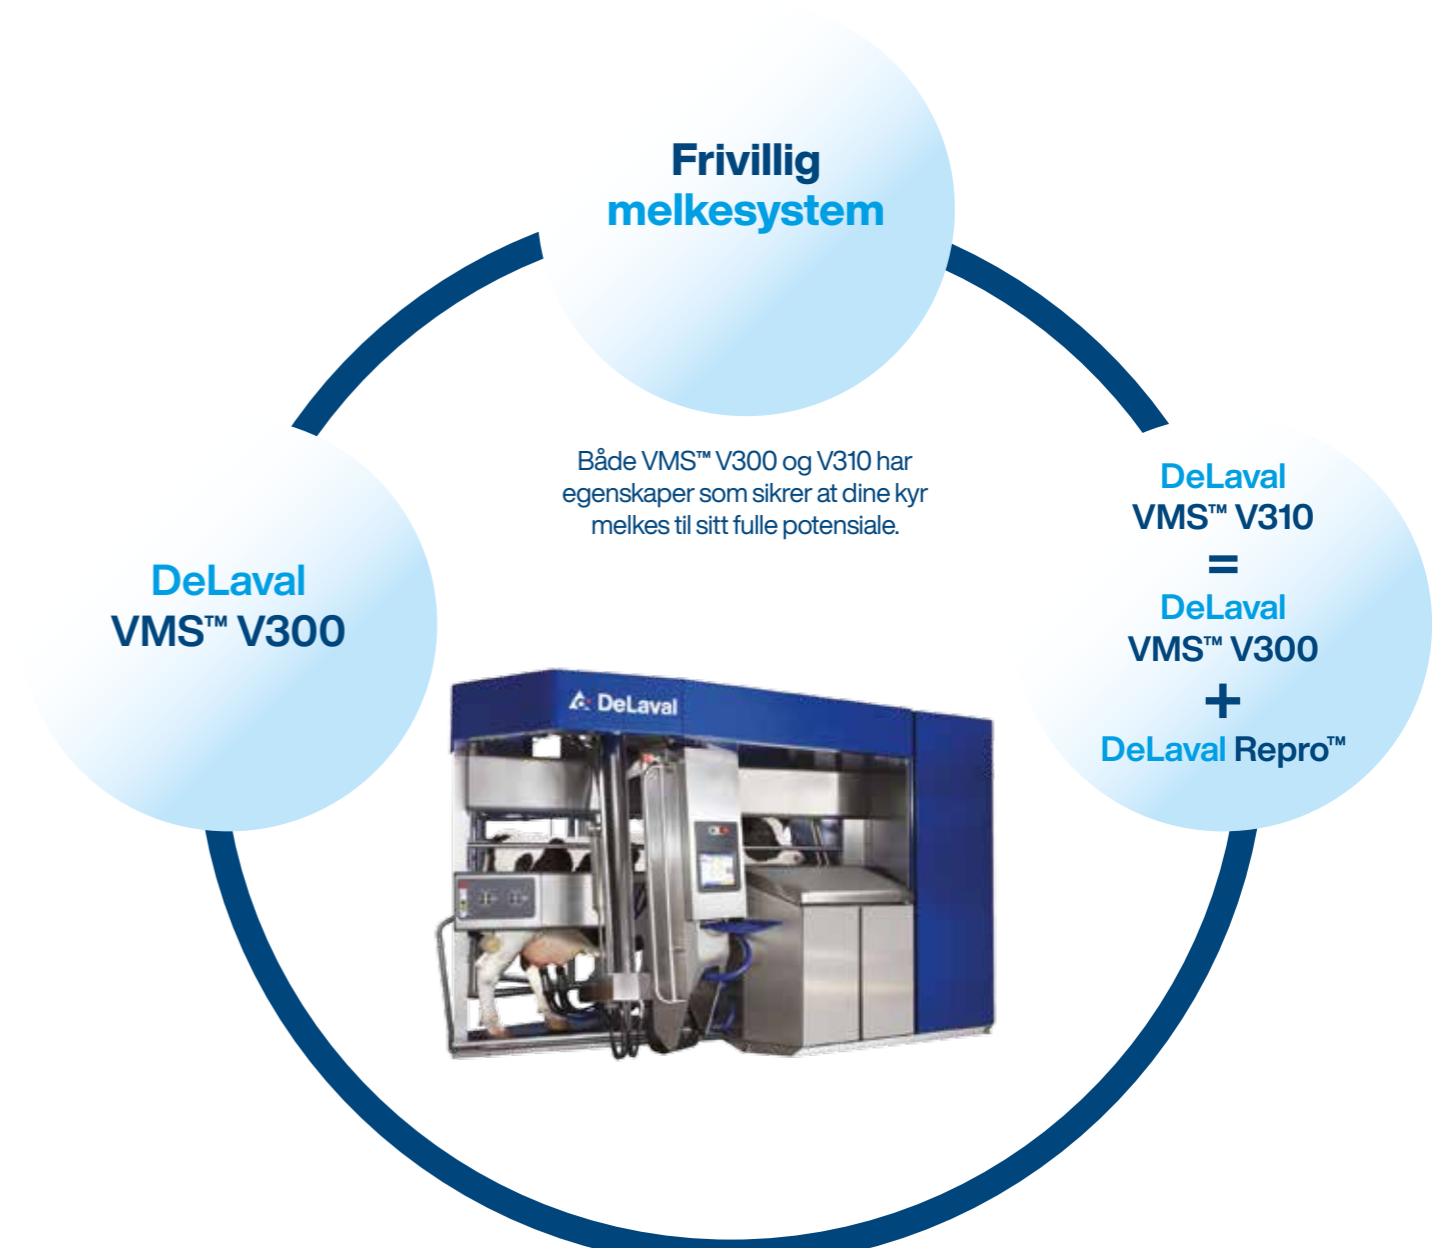 Frivillig
melkesystem
Både VMS™ V300 og V310 har
egenskaper som sikrer at dine kyr
melkes til sitt fulle potensiale.
DeLaval
VMS™ V300
DeLaval
VMS™ V310
=
DeLaval
VMS™ V300
+
DeLaval Repro™
DeLaval